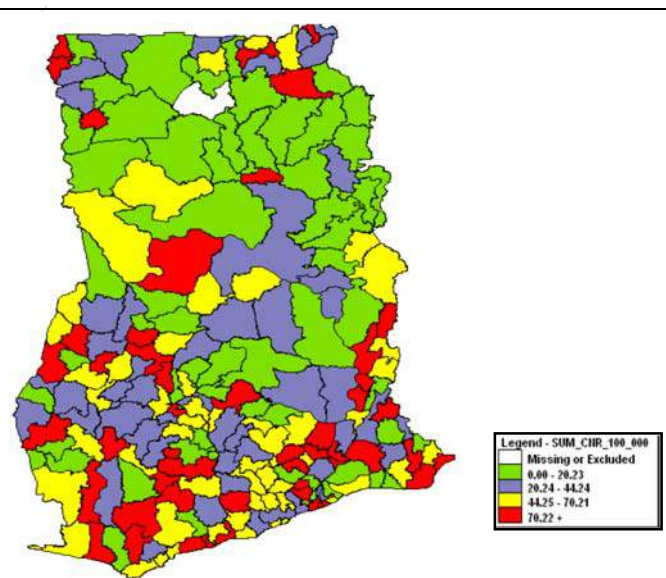 Legend - SUM_CNR_100_000
Missing or Excluded
0,00 - 20.23
20.24 - 44.24
44.25 - 70.21
70.22 +